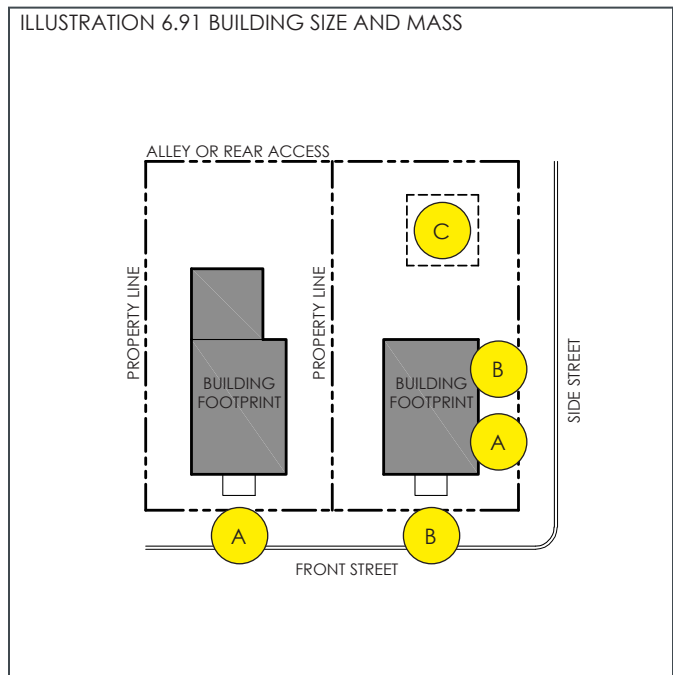 ILLUSTRATION 6.91 BUILDING SIZE AND MASS
ALLEY OR REAR ACCESS
C
PROPERTY LINE
PROPERTY LINE
SIDE STREET
BUILDING
FOOTPRINT
BUILDING
FOOTPRINT
B
A
A
B
FRONT STREET